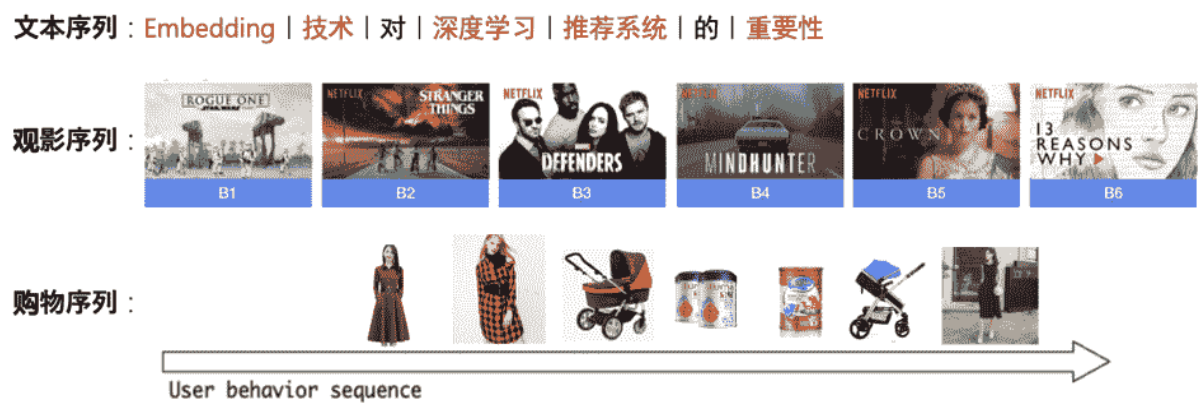 文本序列：Embedding | 技术 | 对 | 深度学习 | 推荐系统 | 的 | 重要性
观影序列：
ROGUE ONE
NETFLIX
STRANGER THINGS
NETFLIX
MARVEL
DEFENDERS
NETFLIX
MINDHUNTER
NETFLIX
CROWN
NETFLIX
13
REASONS
WHY
B1 B2 B3 B4 B5 B6
购物序列：
User behavior sequence